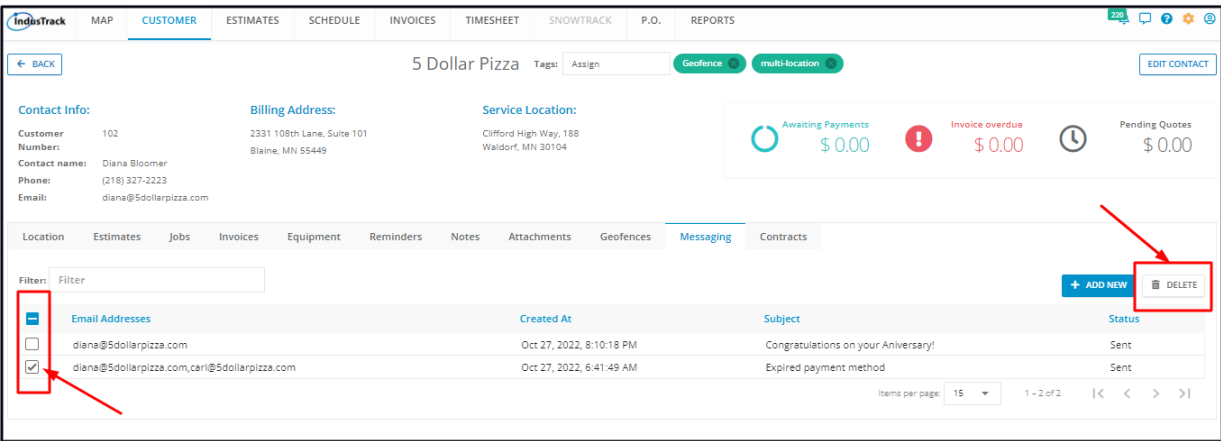 IndusTrack MAP CUSTOMER ESTIMATES SCHEDULE INVOICES TIMESHEET SNOWTRACK P.O. REPORTS 220
← BACK 5 Dollar Pizza Tags: Assign Geofence multi-location EDIT CONTACT
Contact Info: Billing Address: Service Location:
Customer Number: 102 2331 108th Lane, Suite 101 Clifford High Way, 188 Awaiting Payments Invoice overdue Pending Quotes
Blaine, MN 55449 Waldorf, MN 30104 $ 0.00 $ 0.00 $ 0.00
Contact name: Diana Bloomer
Phone: (218) 327-2223
Email: diana@5dollarpizza.com
Location Estimates Jobs Invoices Equipment Reminders Notes Attachments Geofences Messaging Contracts
Filter: Filter + ADD NEW DELETE
Email Addresses Created At Subject Status
diana@5dollarpizza.com Oct 27, 2022, 8:10:18 PM Congratulations on your Aniversary! Sent
diana@5dollarpizza.com,carl@5dollarpizza.com Oct 27, 2022, 6:41:49 AM Expired payment method Sent
Items per page: 15 1 – 2 of 2